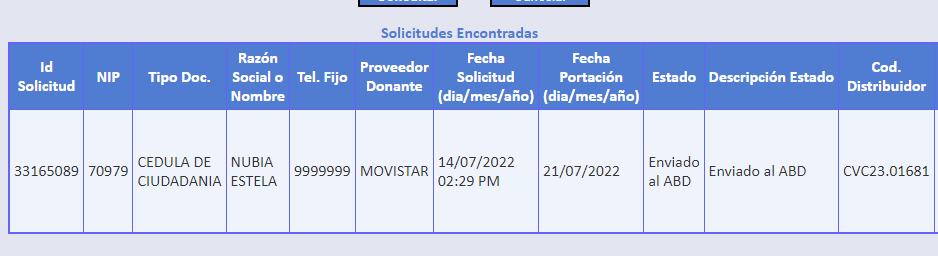 Consultar
Cancelar
Solicitudes Encontradas
Id Solicitud NIP Tipo Doc. Razón Social o Nombre Tel. Fijo Proveedor Donante Fecha Solicitud (dia/mes/año) Fecha Portación (dia/mes/año) Estado Descripción Estado Cod. Distribuidor
33165089 70979 CEDULA DE CIUDADANIA NUBIA ESTELA 9999999 MOVISTAR 14/07/2022 02:29 PM 21/07/2022 Enviado al ABD Enviado al ABD CVC23.01681